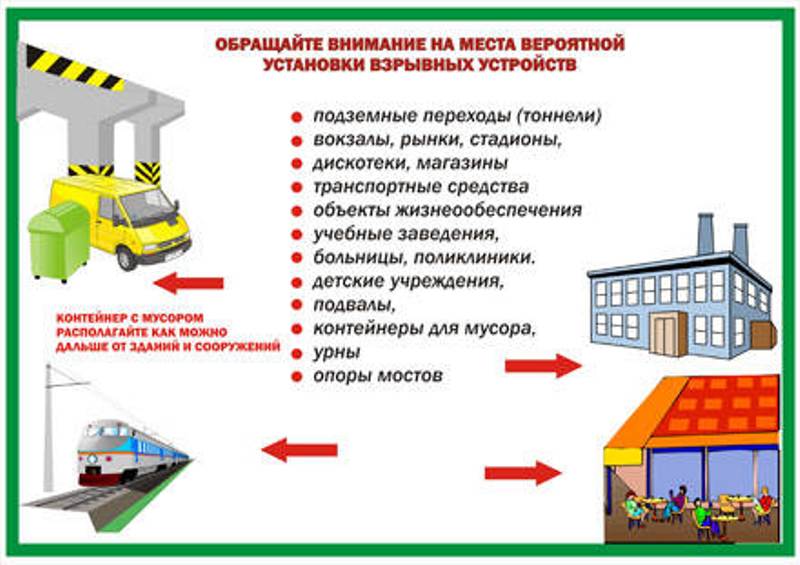 ОБРАЩАЙТЕ ВНИМАНИЕ НА МЕСТА ВЕРОЯТНОЙ
УСТАНОВКИ ВЗРЫВНЫХ УСТРОЙСТВ
подземные переходы (тоннели)
вокзалы, рынки, стадионы,
дискотеки, магазины
транспортные средства
объекты жизнеообеспечения
учебные заведения,
больницы, поликлиники.
детские учреждения,
подвалы,
контейнеры для мусора,
урны
опоры мостов
КОНТЕЙНЕР С МУСОРОМ
РАСПОЛАГАЙТЕ КАК МОЖНО
ДАЛЬШЕ ОТ ЗДАНИЙ И СООРУЖЕНИЙ